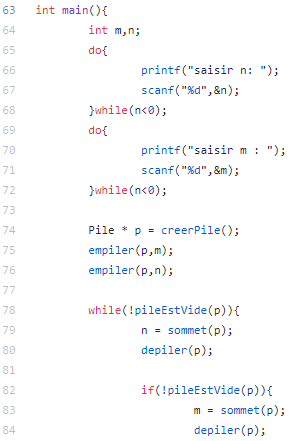 63 int main(){
64 int m,n;
65 do{
66 printf("saisir n: ");
67 scanf("%d",&n);
68 }while(n<0);
69 do{
70 printf("saisir m : ");
71 scanf("%d",&m);
72 }while(n<0);
73
74 Pile * p = creerPile();
75 empiler(p,m);
76 empiler(p,n);
77
78 while(!pileEstVide(p)){
79 n = sommet(p);
80 depiler(p);
81
82 if(!pileEstVide(p)){
83 m = sommet(p);
84 depiler(p);